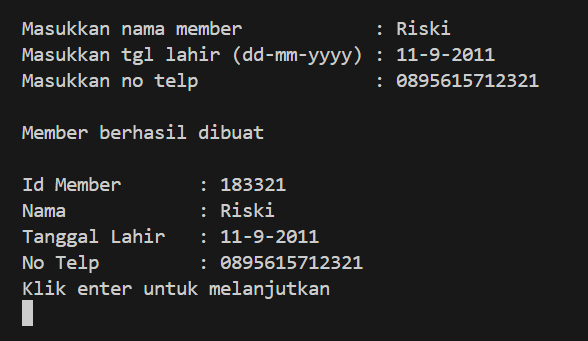 Masukkan nama member            : Riski
Masukkan tgl lahir (dd-mm-yyyy) : 11-9-2011
Masukkan no telp                : 0895615712321

Member berhasil dibuat

Id Member       : 183321
Nama            : Riski
Tanggal Lahir   : 11-9-2011
No Telp         : 0895615712321
Klik enter untuk melanjutkan